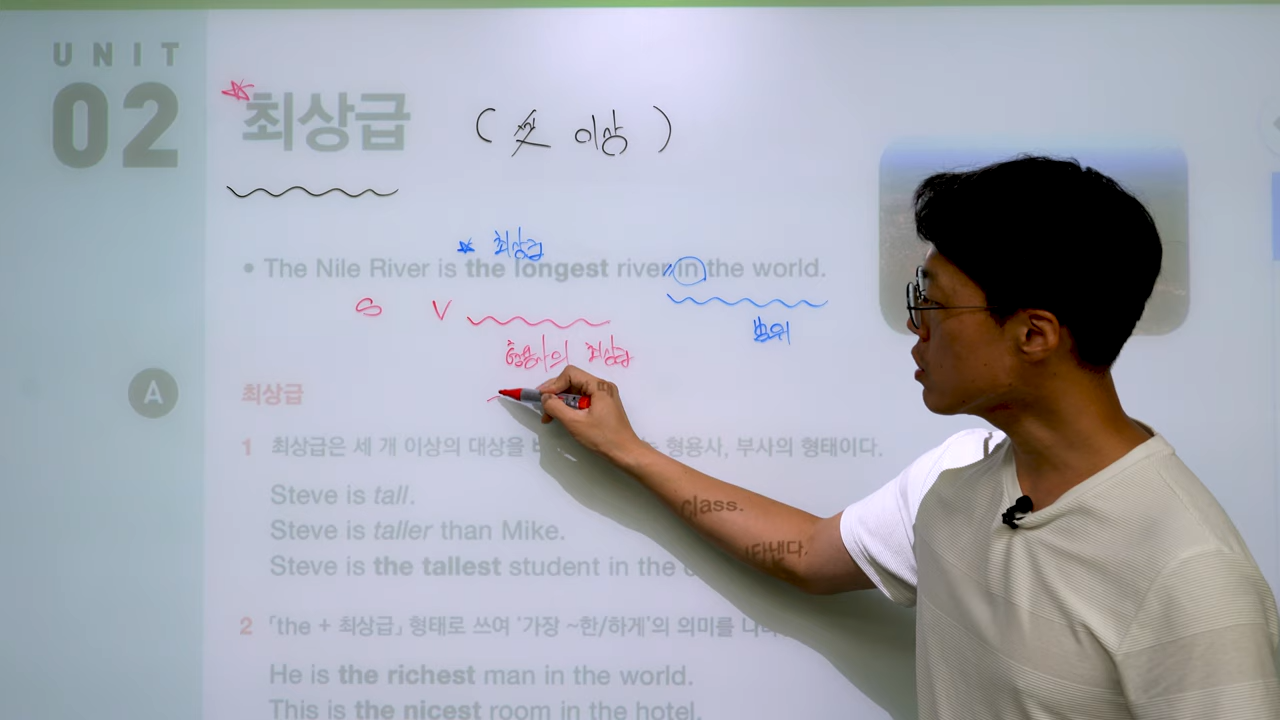 UNIT
02
최상급
( 셋 이상 )
최상급
• The Nile River is the longest river in the world.
S V
범위
형용사의 최상급
A
최상급
1 최상급은 세 개 이상의 대상을 형용사, 부사의 형태이다.
Steve is tall.
Steve is taller than Mike.
Steve is the tallest student in the class.
2 「the + 최상급」 형태로 쓰여 '가장 ~한/하게'의 의미를 나타낸다.
He is the richest man in the world.
This is the nicest room in the hotel.